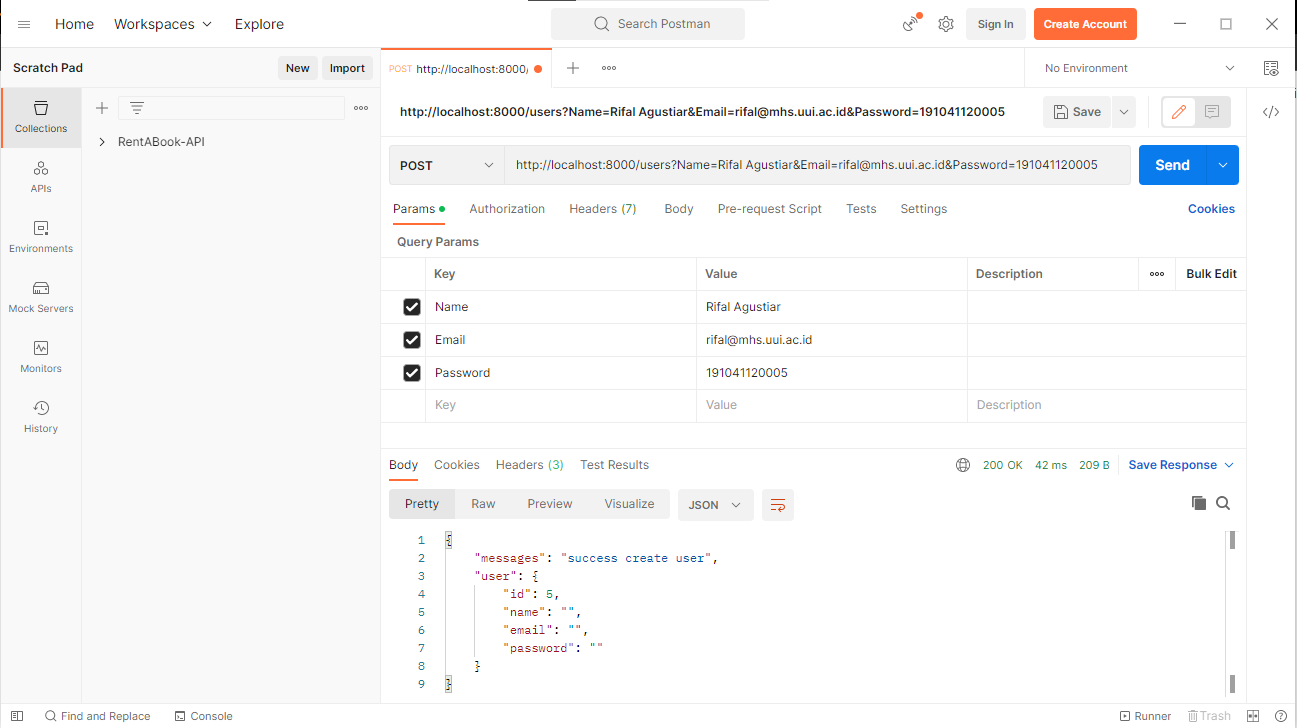 Home Workspaces Explore Search Postman Sign In Create Account
Scratch Pad New Import POST http://localhost:8000/ No Environment
Collections
APIs
Environments
Mock Servers
Monitors
History
RentABook-API
http://localhost:8000/users?Name=Rifal Agustiar&Email=rifal@mhs.uui.ac.id&Password=191041120005 Save
POST http://localhost:8000/users?Name=Rifal Agustiar&Email=rifal@mhs.uui.ac.id&Password=191041120005 Send
Params Authorization Headers (7) Body Pre-request Script Tests Settings Cookies
Query Params
Key Value Description Bulk Edit
Name Rifal Agustiar
Email rifal@mhs.uui.ac.id
Password 191041120005
Key Value Description
Body Cookies Headers (3) Test Results 200 OK 42 ms 209 B Save Response
Pretty Raw Preview Visualize JSON
1 {
2 "messages": "success create user",
3 "user": {
4 "id": 5,
5 "name": "",
6 "email": "",
7 "password": ""
8 }
9 }
Find and Replace Console Runner Trash